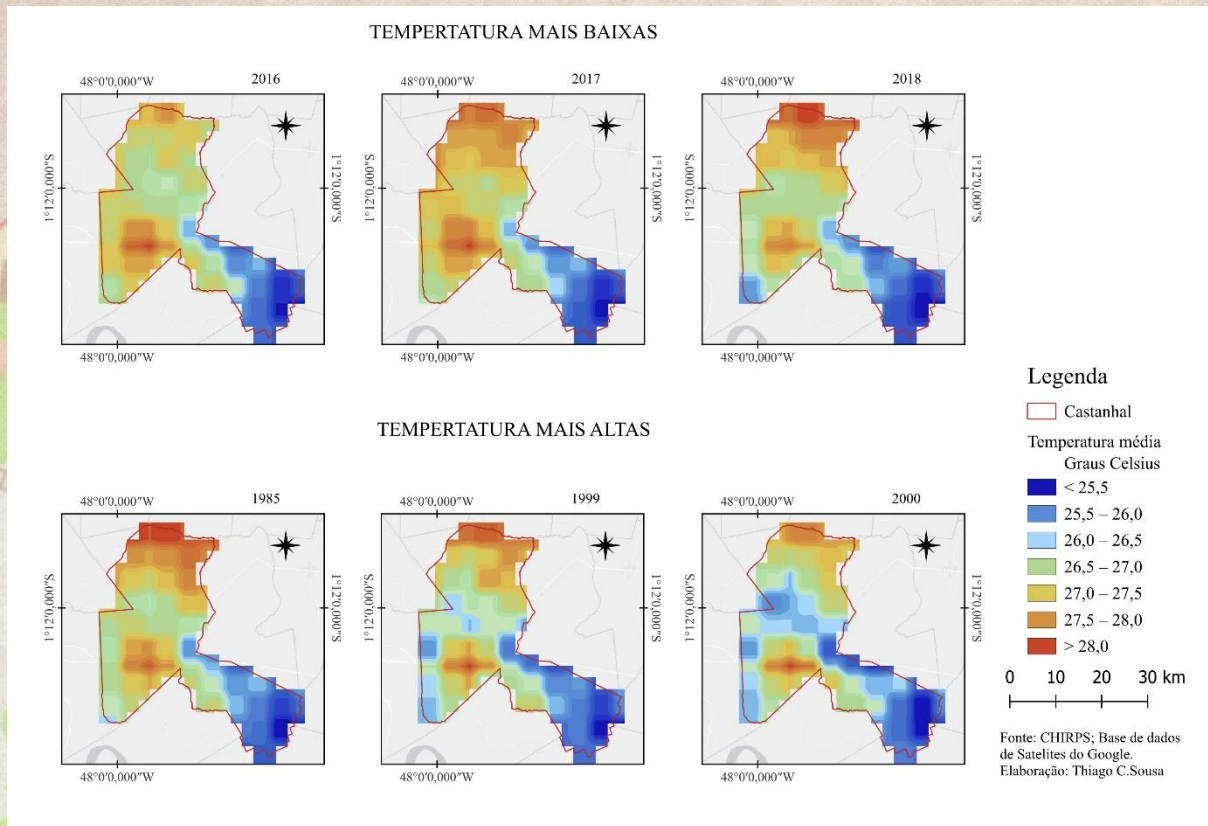 TEMPERTATURA MAIS BAIXAS
48°0'0,000"W
2016
1°12'0,000"S
1°12'0,000"S
48°0'0,000"W
48°0'0,000"W
2017
1°12'0,000"S
1°12'0,000"S
48°0'0,000"W
48°0'0,000"W
2018
1°12'0,000"S
1°12'0,000"S
48°0'0,000"W
TEMPERTATURA MAIS ALTAS
48°0'0,000"W
1985
1°12'0,000"S
1°12'0,000"S
48°0'0,000"W
48°0'0,000"W
1999
1°12'0,000"S
1°12'0,000"S
48°0'0,000"W
48°0'0,000"W
2000
1°12'0,000"S
1°12'0,000"S
48°0'0,000"W
Legenda
Castanhal
Temperatura média
Graus Celsius
< 25,5
25,5 – 26,0
26,0 – 26,5
26,5 – 27,0
27,0 – 27,5
27,5 – 28,0
> 28,0
0 10 20 30 km
Fonte: CHIRPS; Base de dados
de Satelites do Google.
Elaboração: Thiago C.Sousa